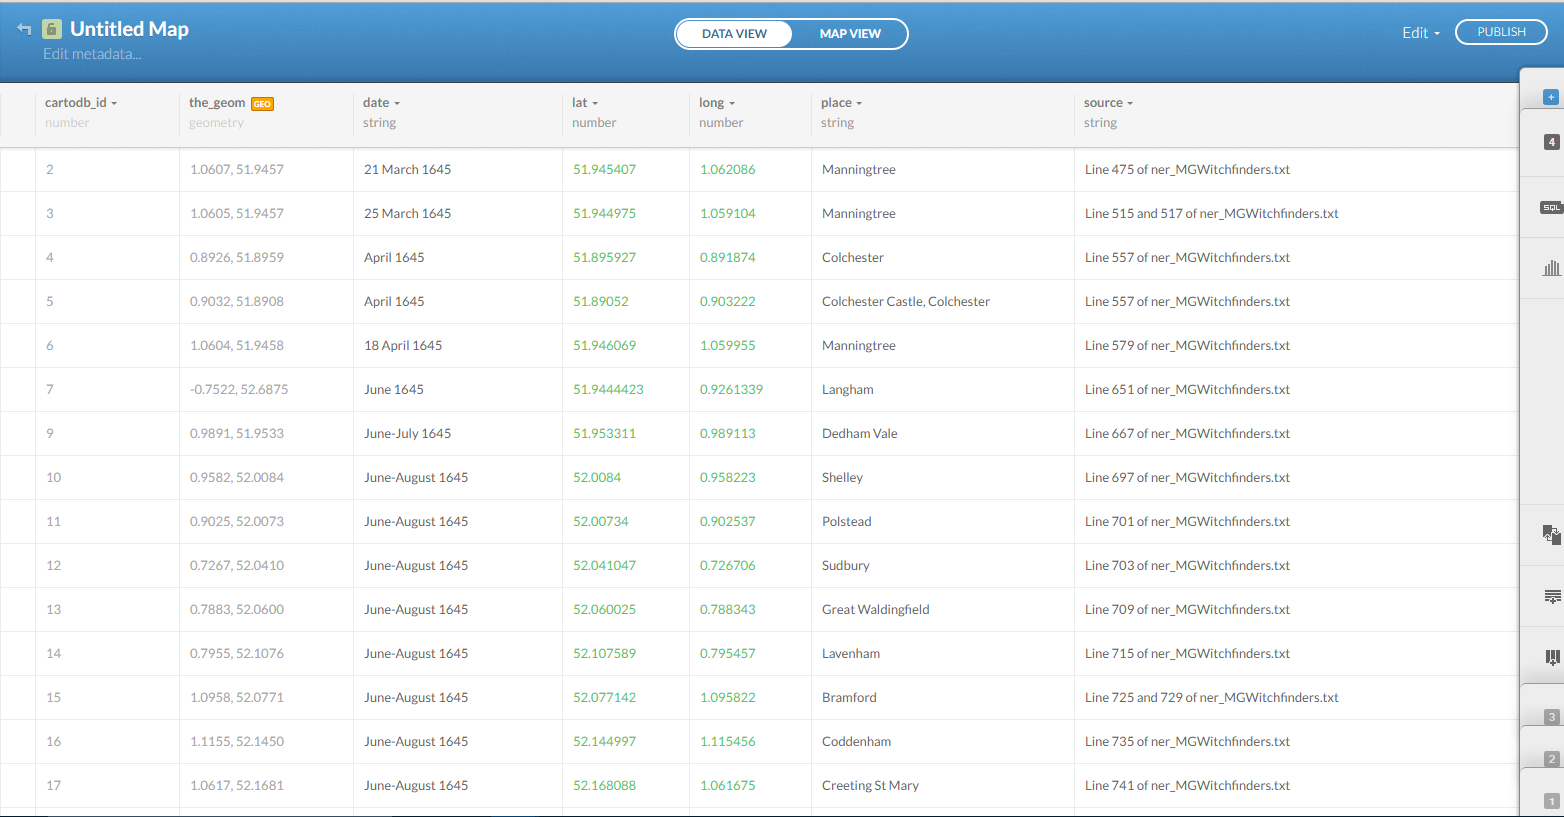 Untitled Map
Edit metadata...
DATA VIEW MAP VIEW
Edit PUBLISH
cartodb_id the_geom GEO date lat long place source
number geometry string number number string string
2 1.0607, 51.9457 21 March 1645 51.945407 1.062086 Manningtree Line 475 of ner_MGWitchfinders.txt
3 1.0605, 51.9457 25 March 1645 51.944975 1.059104 Manningtree Line 515 and 517 of ner_MGWitchfinders.txt
4 0.8926, 51.8959 April 1645 51.895927 0.891874 Colchester Line 557 of ner_MGWitchfinders.txt
5 0.9032, 51.8908 April 1645 51.89052 0.903222 Colchester Castle, Colchester Line 557 of ner_MGWitchfinders.txt
6 1.0604, 51.9458 18 April 1645 51.946069 1.059955 Manningtree Line 579 of ner_MGWitchfinders.txt
7 -0.7522, 52.6875 June 1645 51.9444423 0.9261339 Langham Line 651 of ner_MGWitchfinders.txt
9 0.9891, 51.9533 June-July 1645 51.953311 0.989113 Dedham Vale Line 667 of ner_MGWitchfinders.txt
10 0.9582, 52.0084 June-August 1645 52.0084 0.958223 Shelley Line 697 of ner_MGWitchfinders.txt
11 0.9025, 52.0073 June-August 1645 52.00734 0.902537 Polstead Line 701 of ner_MGWitchfinders.txt
12 0.7267, 52.0410 June-August 1645 52.041047 0.726706 Sudbury Line 703 of ner_MGWitchfinders.txt
13 0.7883, 52.0600 June-August 1645 52.060025 0.788343 Great Waldingfield Line 709 of ner_MGWitchfinders.txt
14 0.7955, 52.1076 June-August 1645 52.107589 0.795457 Lavenham Line 715 of ner_MGWitchfinders.txt
15 1.0958, 52.0771 June-August 1645 52.077142 1.095822 Bramford Line 725 and 729 of ner_MGWitchfinders.txt
16 1.1155, 52.1450 June-August 1645 52.144997 1.115456 Coddenham Line 735 of ner_MGWitchfinders.txt
17 1.0617, 52.1681 June-August 1645 52.168088 1.061675 Creeting St Mary Line 741 of ner_MGWitchfinders.txt
+
4
SQL
3
2
1